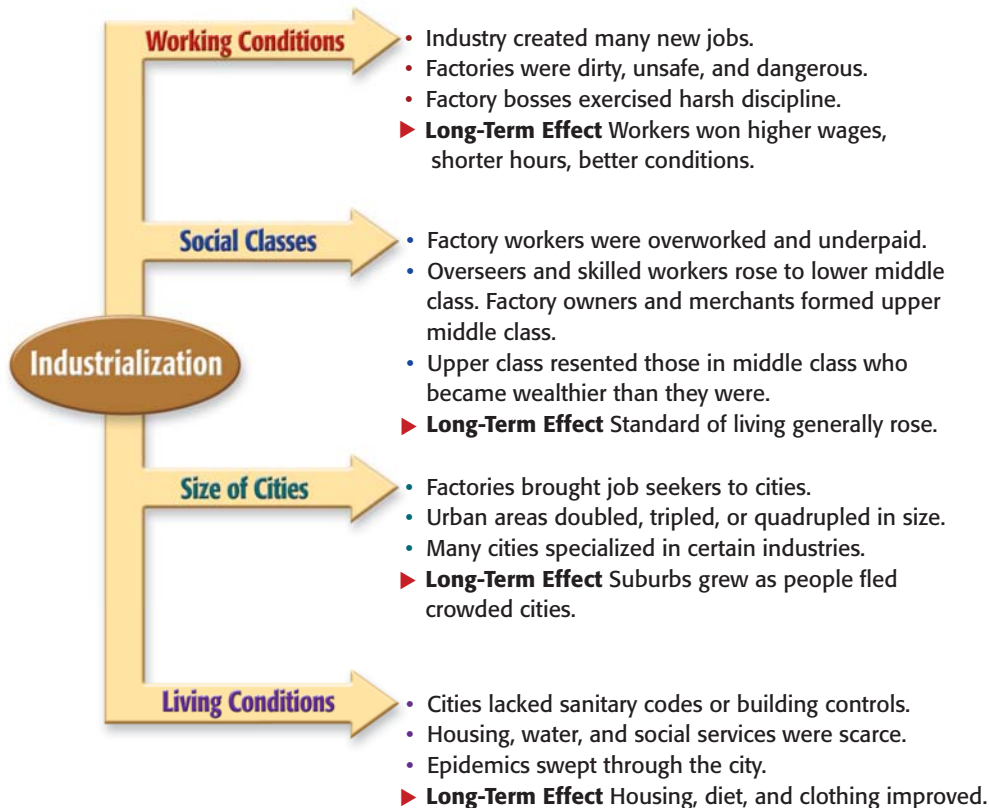 Working Conditions
• Industry created many new jobs.
• Factories were dirty, unsafe, and dangerous.
• Factory bosses exercised harsh discipline.
▶ Long-Term Effect Workers won higher wages,
shorter hours, better conditions.
Social Classes
• Factory workers were overworked and underpaid.
• Overseers and skilled workers rose to lower middle
class. Factory owners and merchants formed upper
middle class.
• Upper class resented those in middle class who
became wealthier than they were.
▶ Long-Term Effect Standard of living generally rose.
Industrialization
Size of Cities
• Factories brought job seekers to cities.
• Urban areas doubled, tripled, or quadrupled in size.
• Many cities specialized in certain industries.
▶ Long-Term Effect Suburbs grew as people fled
crowded cities.
Living Conditions
• Cities lacked sanitary codes or building controls.
• Housing, water, and social services were scarce.
• Epidemics swept through the city.
▶ Long-Term Effect Housing, diet, and clothing improved.